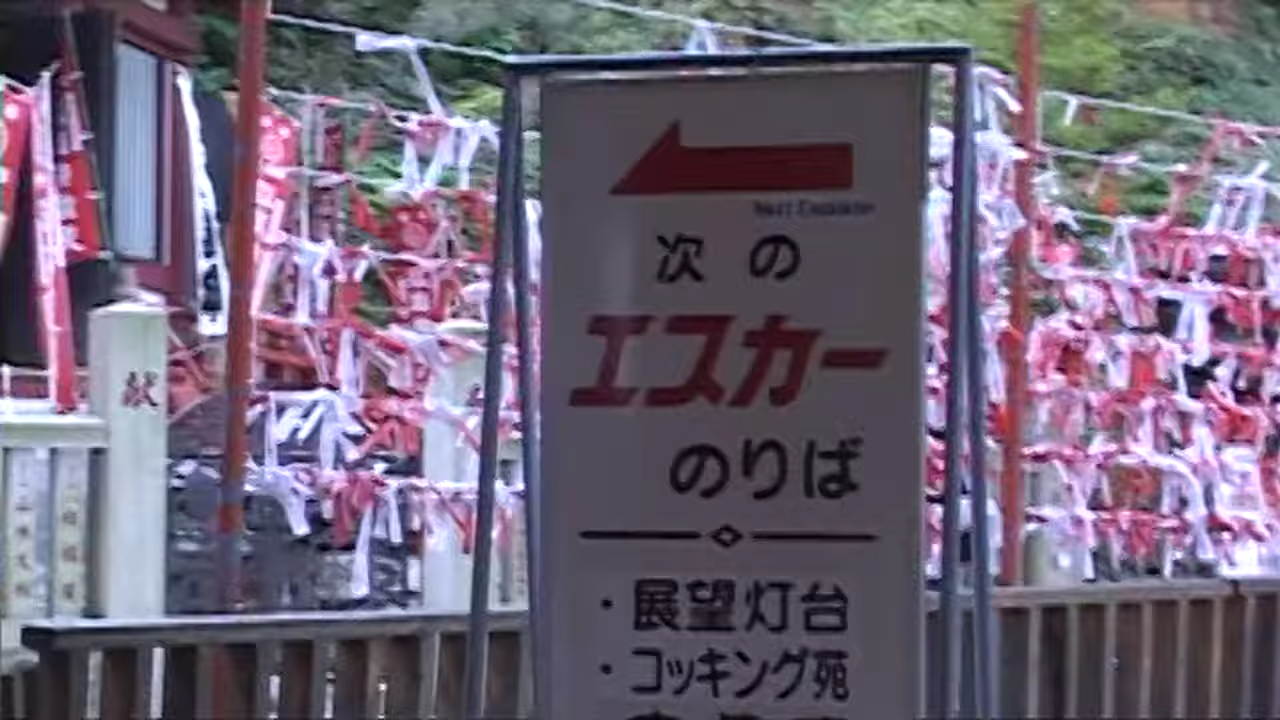 Next Escalator
次の
エスカー
のりば
・展望灯台
・コッキング苑
献